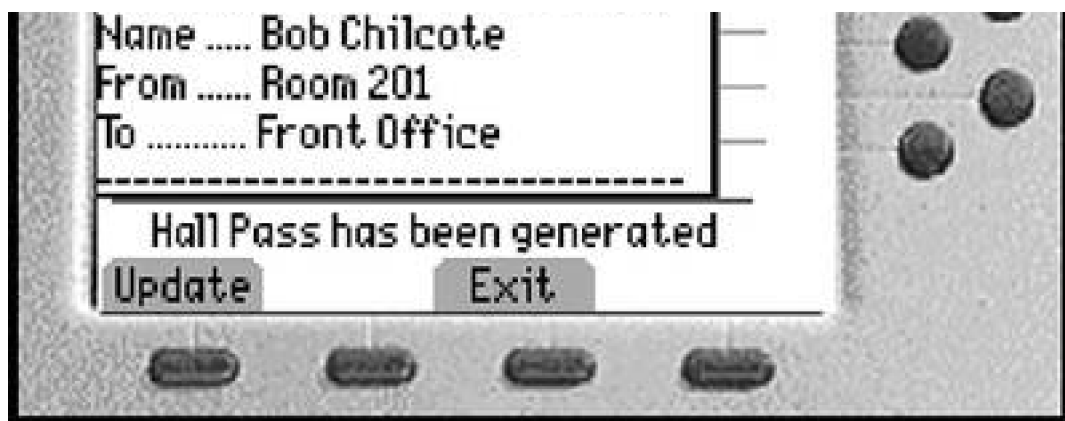 Name ..... Bob Chilcote
From ...... Room 201
To ........... Front Office
---------------------------------
Hall Pass has been generated
Update Exit